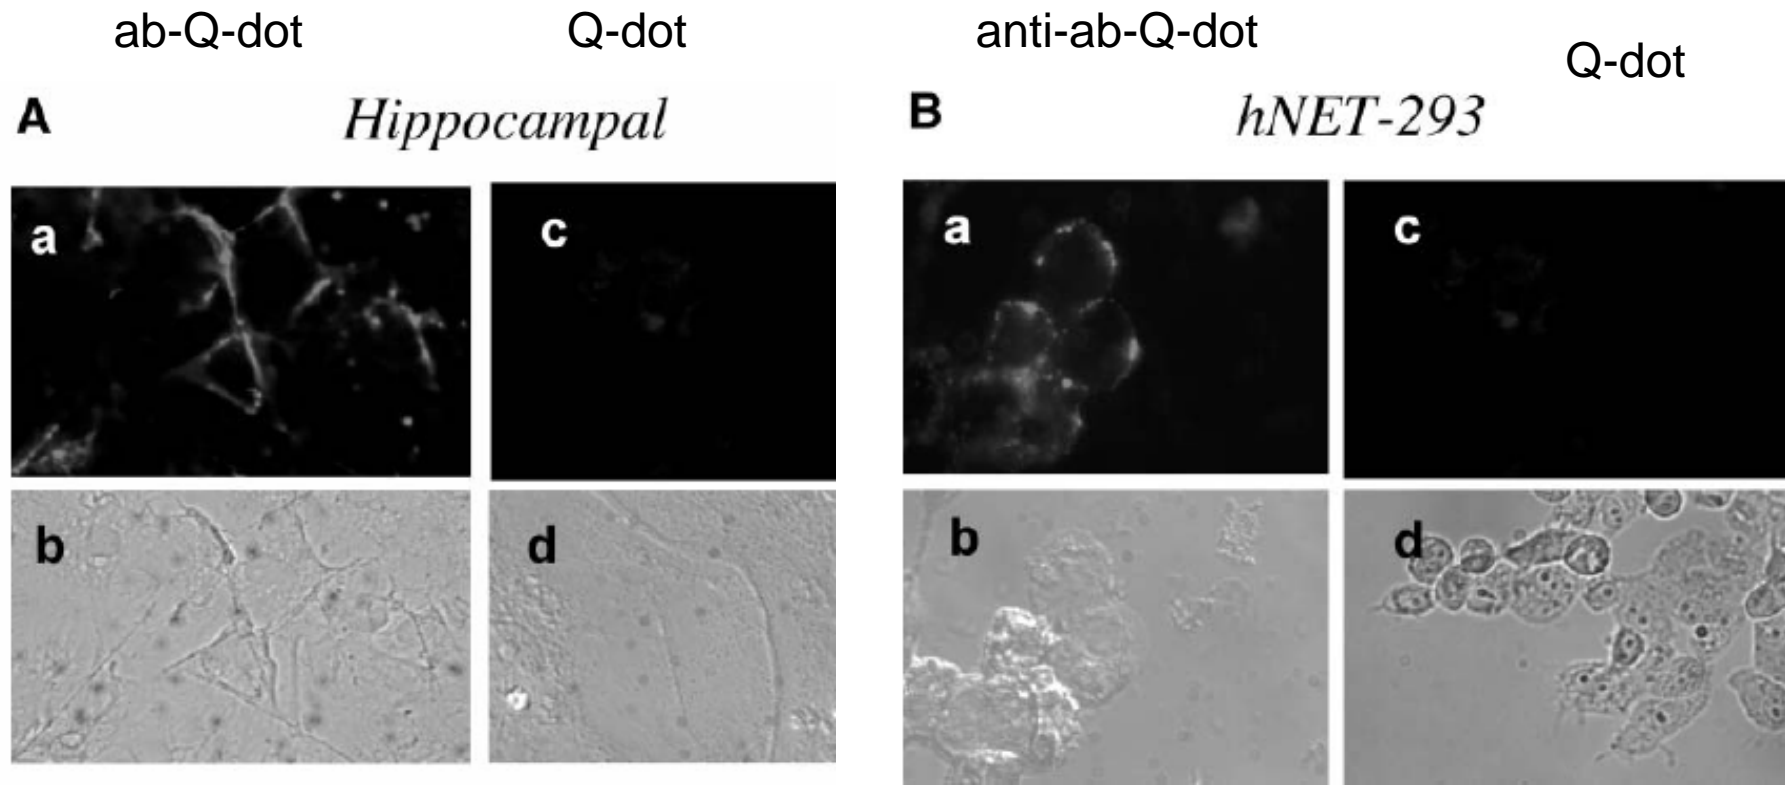 ab-Q-dot
Q-dot
anti-ab-Q-dot
Q-dot
A
Hippocampal
B
hNET-293
a
c
a
c
b
d
b
d